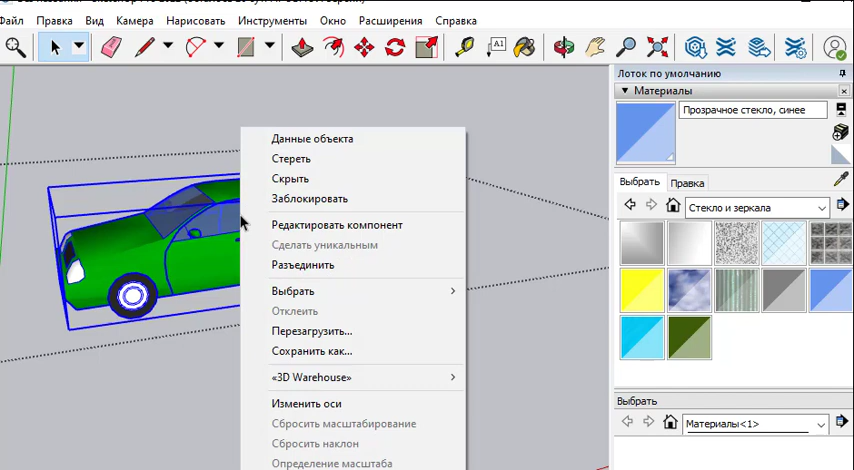 Файл Правка Вид Камера Нарисовать Инструменты Окно Расширения Справка
A1
Лоток по умолчанию
Материалы
Прозрачное стекло, синее
Выбрать Правка
Стекло и зеркала
Данные объекта
Стереть
Скрыть
Заблокировать
Редактировать компонент
Сделать уникальным
Разъединить
Выбрать
Отклеить
Перезагрузить...
Сохранить как...
«3D Warehouse»
Изменить оси
Сбросить масштабирование
Сбросить наклон
Определение масштаба
Выбрать
Материалы<1>